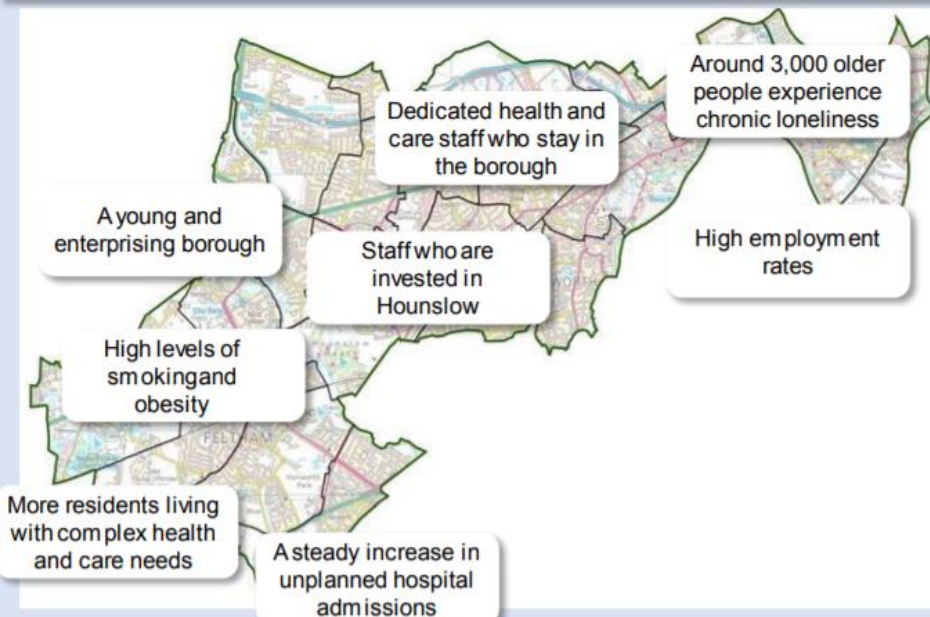 Around 3,000 older
people experience
chronic loneliness
Dedicated health and
care staff who stay in
the borough
A young and
enterprising borough
Staff who are
invested in
Hounslow
High employment
rates
High levels of
smoking and
obesity
FELTHAM
More residents living
with complex health
and care needs
A steady increase in
unplanned hospital
admissions